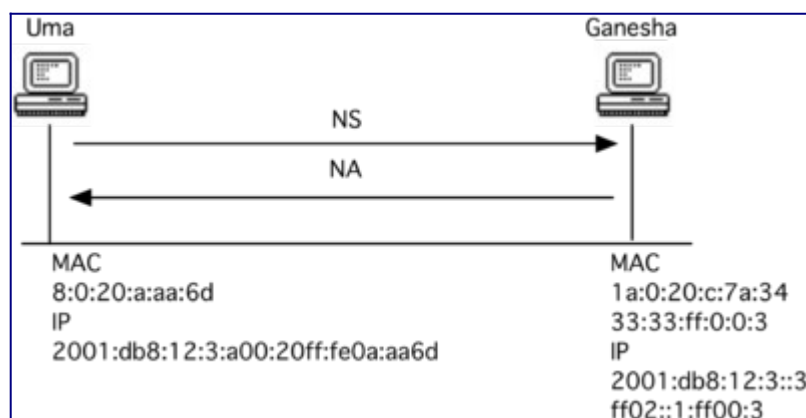 Uma
Ganesha
NS
NA
MAC
8:0:20:a:aa:6d
IP
2001:db8:12:3:a00:20ff:fe0a:aa6d
MAC
1a:0:20:c:7a:34
33:33:ff:0:0:3
IP
2001:db8:12:3::3
ff02::1:ff00:3